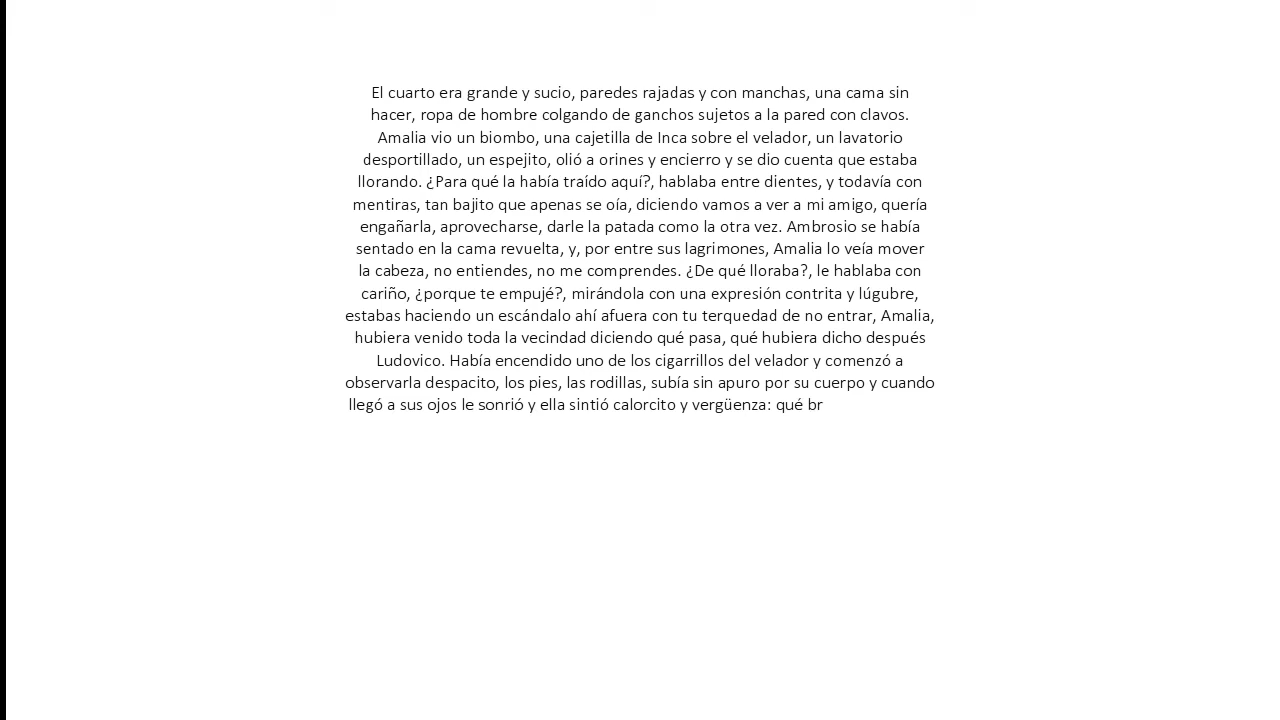 El cuarto era grande y sucio, paredes rajadas y con manchas, una cama sin
hacer, ropa de hombre colgando de ganchos sujetos a la pared con clavos.
Amalia vio un biombo, una cajetilla de Inca sobre el velador, un lavatorio
desportillado, un espejito, olió a orines y encierro y se dio cuenta que estaba
llorando. ¿Para qué la había traído aquí?, hablaba entre dientes, y todavía con
mentiras, tan bajito que apenas se oía, diciendo vamos a ver a mi amigo, quería
engañarla, aprovecharse, darle la patada como la otra vez. Ambrosio se había
sentado en la cama revuelta, y, por entre sus lagrimones, Amalia lo veía mover
la cabeza, no entiendes, no me comprendes. ¿De qué lloraba?, le hablaba con
cariño, ¿porque te empujé?, mirándola con una expresión contrita y lúgubre,
estabas haciendo un escándalo ahí afuera con tu terquedad de no entrar, Amalia,
hubiera venido toda la vecindad diciendo qué pasa, qué hubiera dicho después
Ludovico. Había encendido uno de los cigarrillos del velador y comenzó a
observarla despacito, los pies, las rodillas, subía sin apuro por su cuerpo y cuando
llegó a sus ojos le sonrió y ella sintió calorcito y vergüenza: qué br